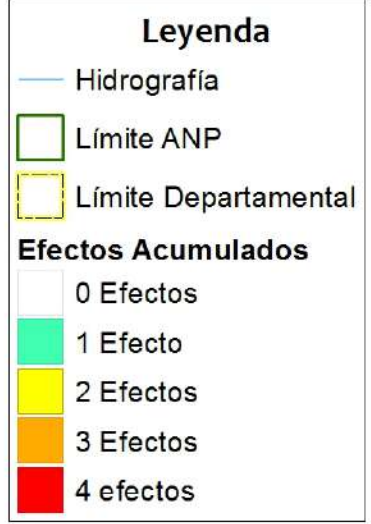 Leyenda
Hidrografía
Límite ANP
Límite Departamental
Efectos Acumulados
0 Efectos
1 Efecto
2 Efectos
3 Efectos
4 efectos